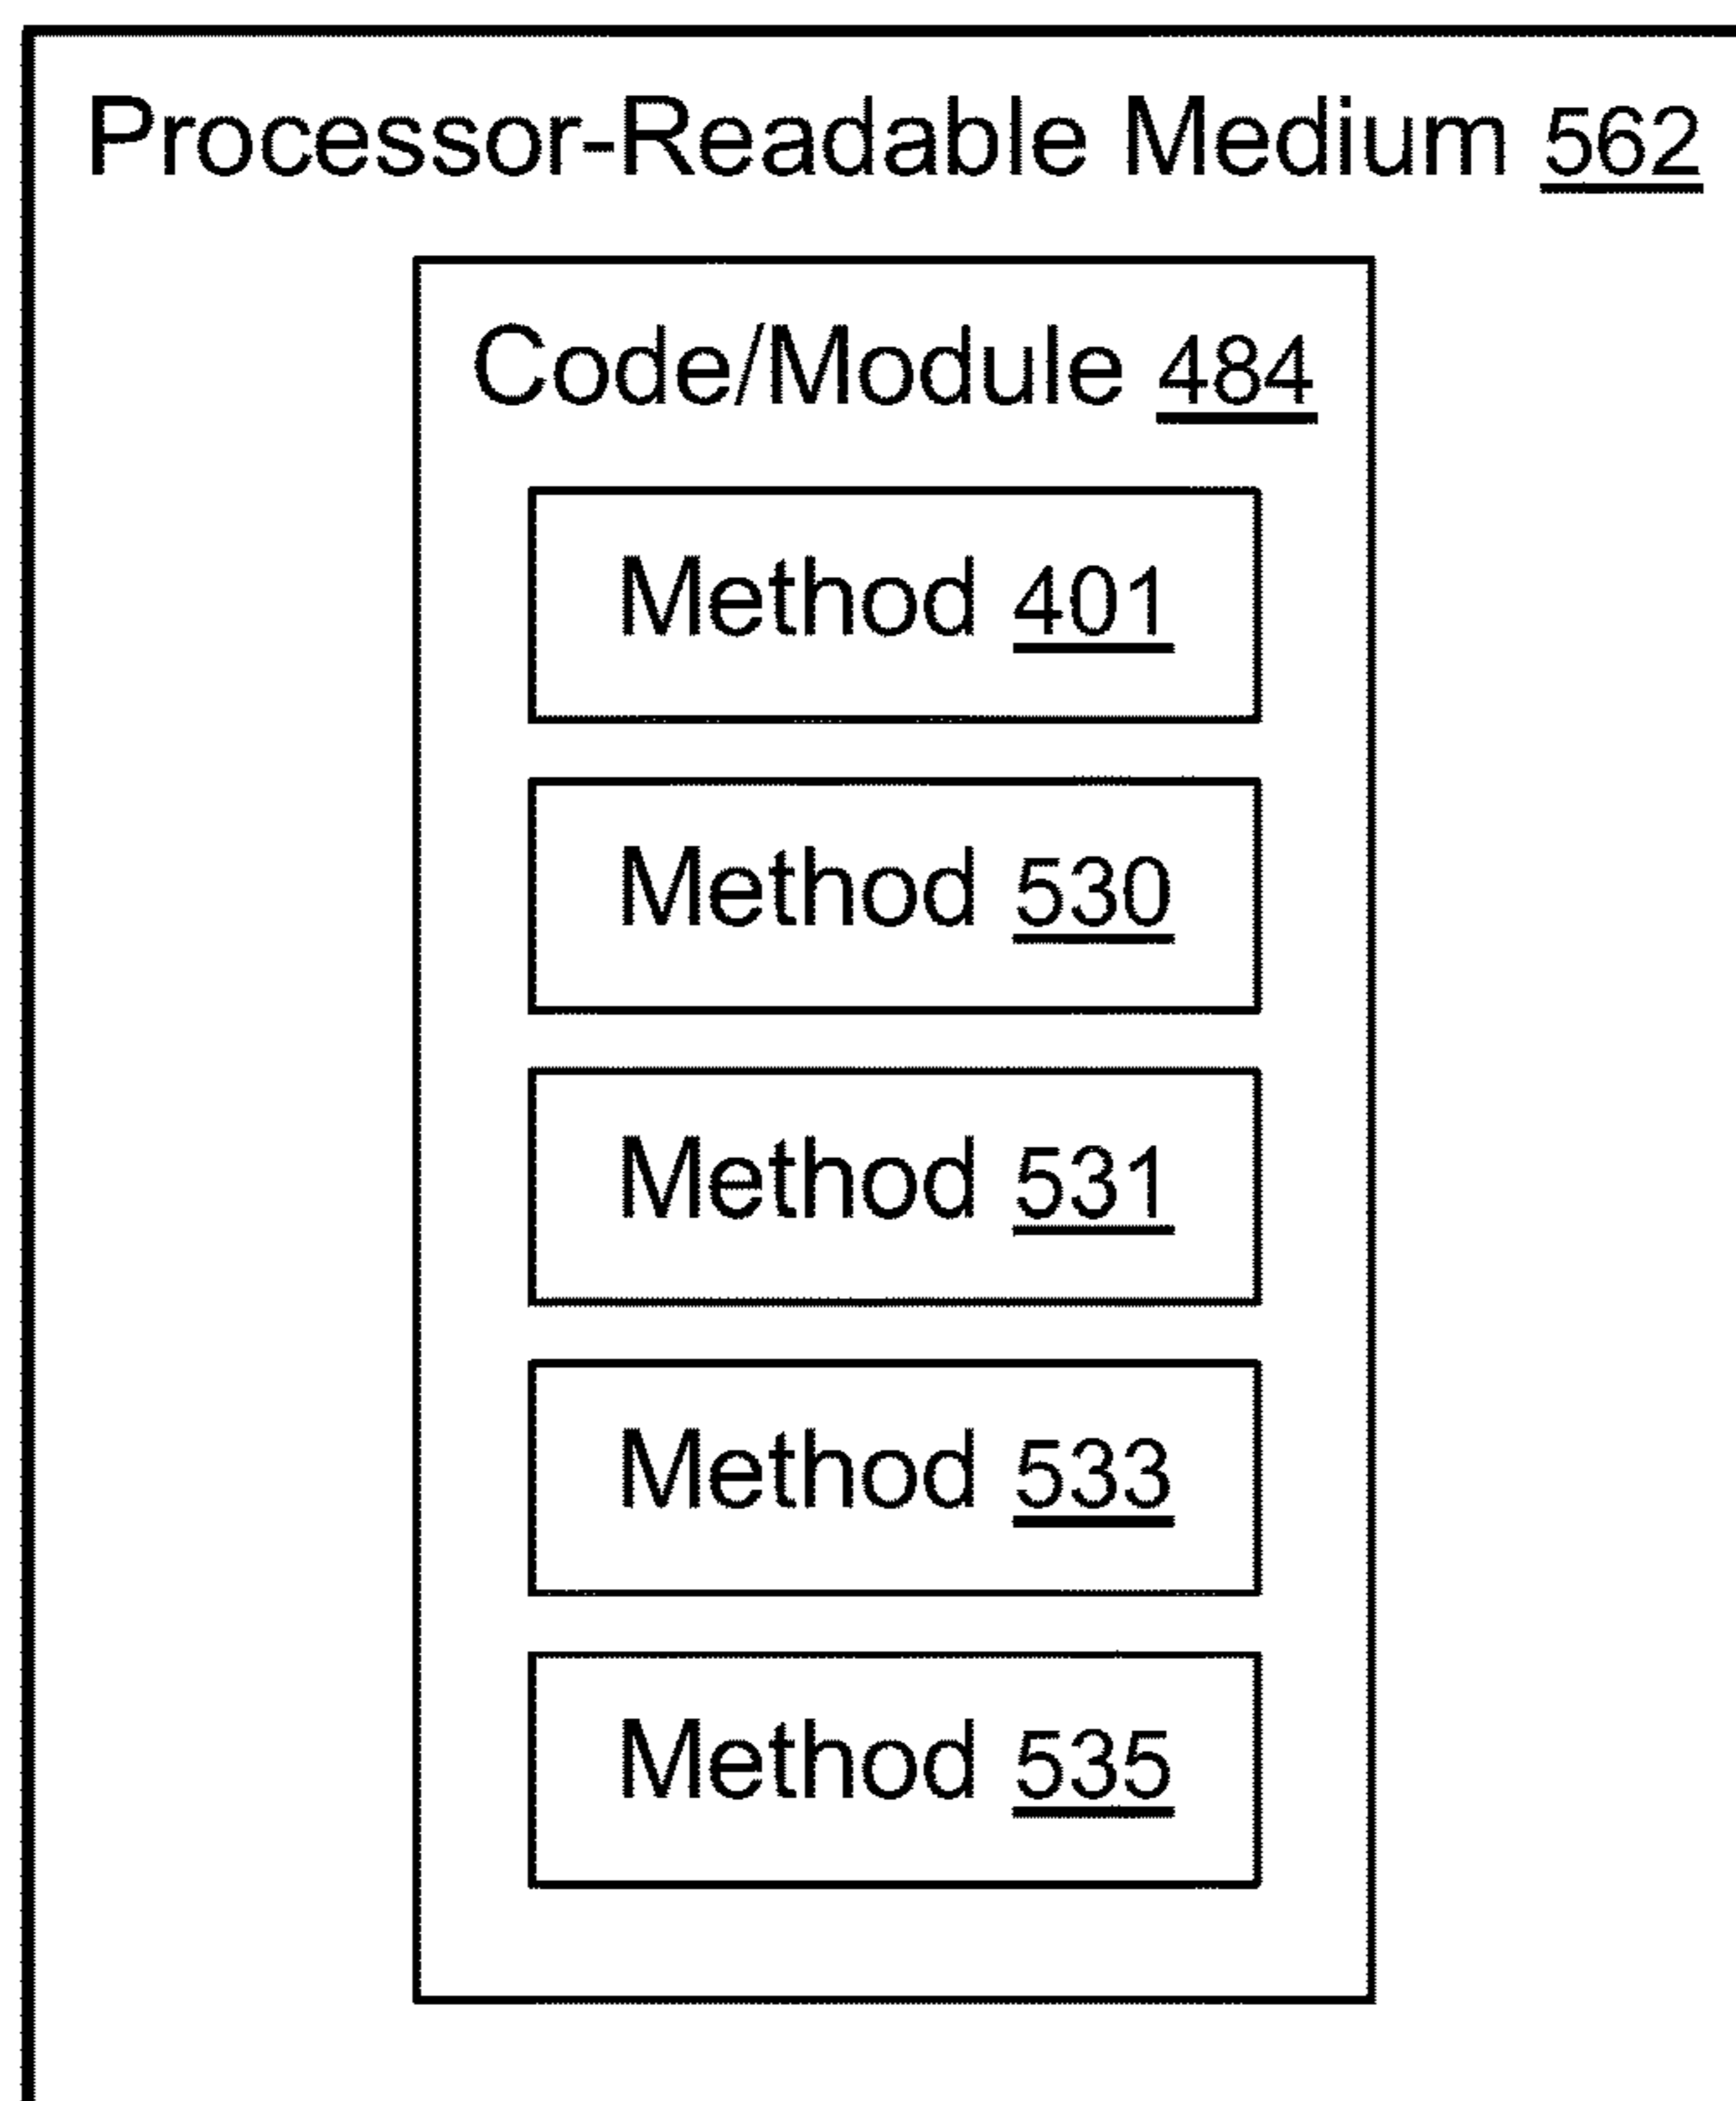 Processor-Readable Medium 562
Code/Module 484
Method 401
Method 530
Method 531
Method 533
Method 535